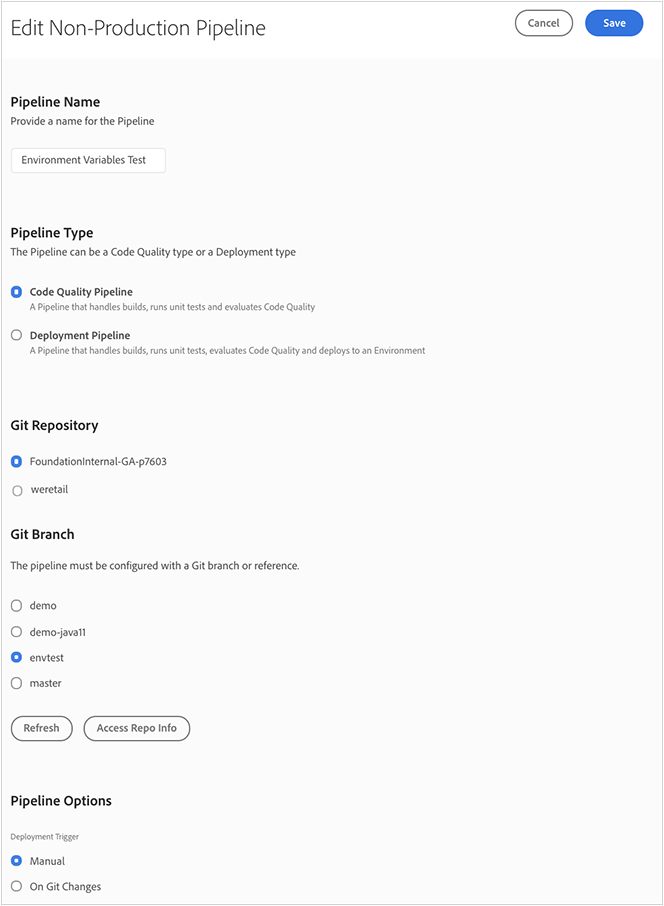 Edit Non-Production Pipeline
Cancel
Save
Pipeline Name
Provide a name for the Pipeline
Environment Variables Test
Pipeline Type
The Pipeline can be a Code Quality type or a Deployment type
Code Quality Pipeline
A Pipeline that handles builds, runs unit tests and evaluates Code Quality
Deployment Pipeline
A Pipeline that handles builds, runs unit tests, evaluates Code Quality and deploys to an Environment
Git Repository
FoundationInternal-GA-p7603
weretail
Git Branch
The pipeline must be configured with a Git branch or reference.
demo
demo-java11
envtest
master
Refresh
Access Repo Info
Pipeline Options
Deployment Trigger
Manual
On Git Changes